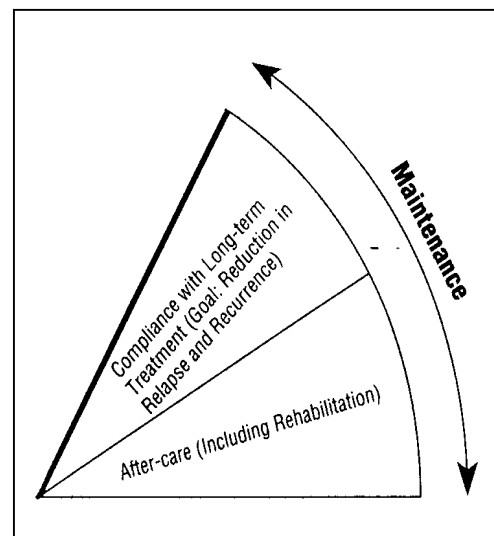 Compliance with Long-term
Treatment (Goal: Reduction in
Relapse and Recurrence)
After-care (Including Rehabilitation)
Maintenance